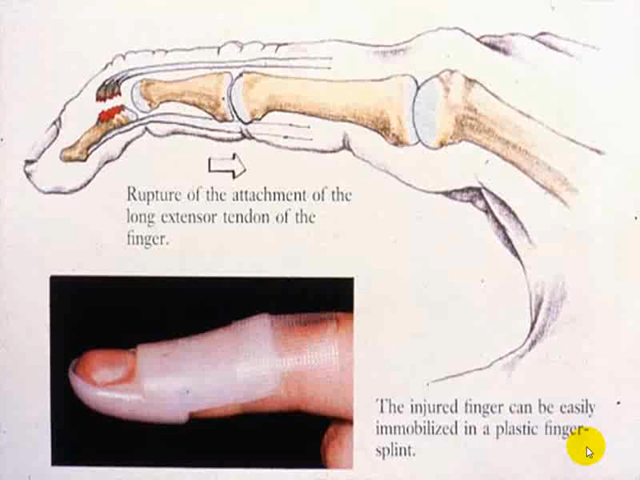 Rupture of the attachment of the
long extensor tendon of the
finger.
The injured finger can be easily
immobilized in a plastic finger-
splint.